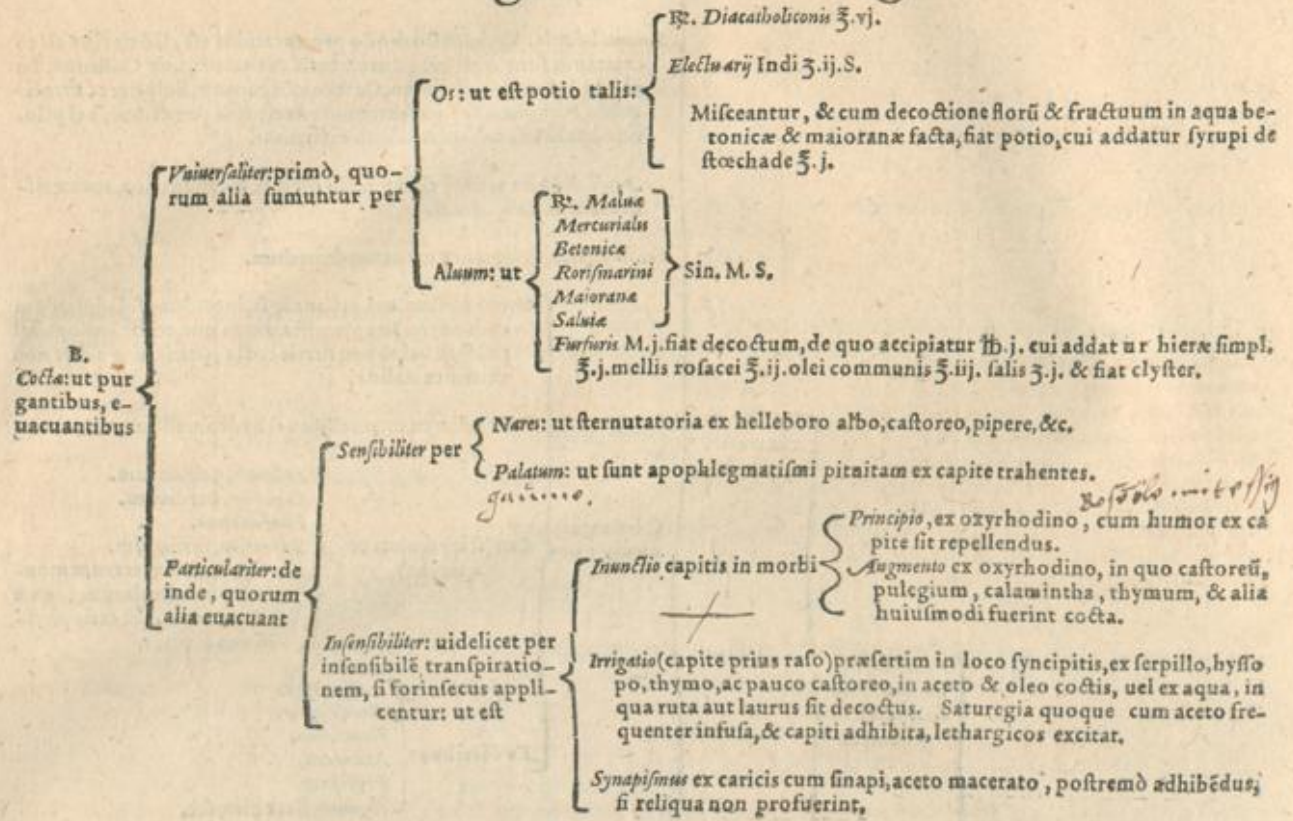 ℞. Diacatholiconis ℥.vj.
Electuarij Indi ʒ.ij.S.
Os: ut est potio talis:
Misceantur, & cum decoctione florũ & fructuum in aqua be-
tonicæ & maioranæ facta, fiat potio, cui addatur syrupi de
stœchade ℥.j.
Vniuersaliter: primò, quo-
rum alia sumuntur per
℞. Maluæ
Mercurialis
Betonicæ
Rorismarini
Maioranæ
Saluiæ
Aluum: ut
Sin. M. S.
Furfuris M.j. fiat decoctum, de quo accipiatur ℔.j. cui addatur hieræ simpl.
℥.j. mellis rosacei ℥.ij. olei communis ℥.iij. salis ʒ.j. & fiat clyster.
B.
Coctæ: ut pur
gantibus, e-
uacuantibus
Sensibiliter per
Nares: ut sternutatoria ex helleboro albo, castoreo, pipere, &c.
Palatum: ut sunt apophlegmatismi pituitam ex capite trahentes.
Particulariter: de
inde, quorum
alia euacuant
Principio, ex oxyrhodino, cum humor ex ca
pite sit repellendus.
Inunctio capitis in morbi
Augmento ex oxyrhodino, in quo castoreũ,
pulegium, calamintha, thymum, & alia
huiusmodi fuerint cocta.
Insensibiliter: uidelicet per
insensibilẽ transpiratio-
nem, si forinsecus appli-
centur: ut est
Irrigatio (capite prius raso) præsertim in loco syncipitis, ex serpillo, hysso
po, thymo, ac pauco castoreo, in aceto & oleo coctis, uel ex aqua, in
qua ruta aut laurus sit decoctus. Saturegia quoque cum aceto fre-
quenter infusa, & capiti adhibita, lethargicos excitat.
Synapismus ex caricis cum sinapi, aceto macerato, postremò adhibẽdus,
si reliqua non profuerint.